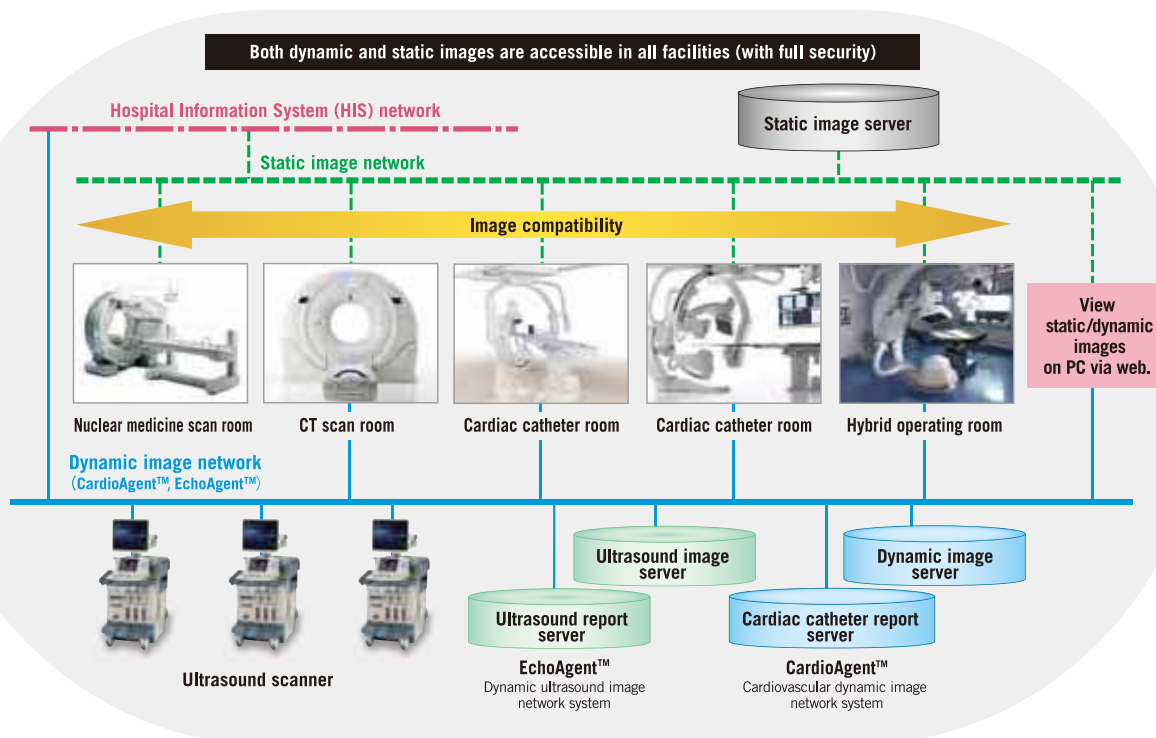 Both dynamic and static images are accessible in all facilities (with full security)
Hospital Information System (HIS) network
Static image server
Static image network
Image compatibility
View
static/dynamic
images
on PC via web.
Nuclear medicine scan room
CT scan room
Cardiac catheter room
Cardiac catheter room
Hybrid operating room
Dynamic image network
(CardioAgent™, EchoAgent™)
Ultrasound image
server
Dynamic image
server
Ultrasound report
server
Cardiac catheter report
server
Ultrasound scanner
EchoAgent™
Dynamic ultrasound image
network system
CardioAgent™
Cardiovascular dynamic image
network system